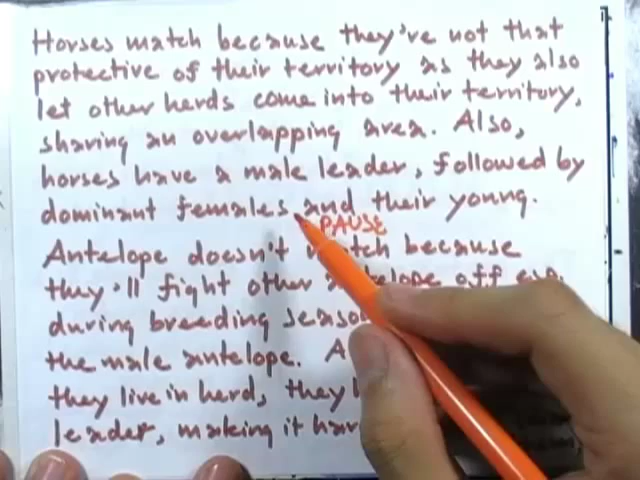 Horses match because they're not that
protective of their territory as they also
let other herds come into their territory,
sharing an overlapping area. Also,
horses have a male leader, followed by
dominant females and their young.
PAUSE
Antelope doesn't match because
they'll fight other antelope off
during breeding
the male antelope.
they live in herd, they
leader, making it